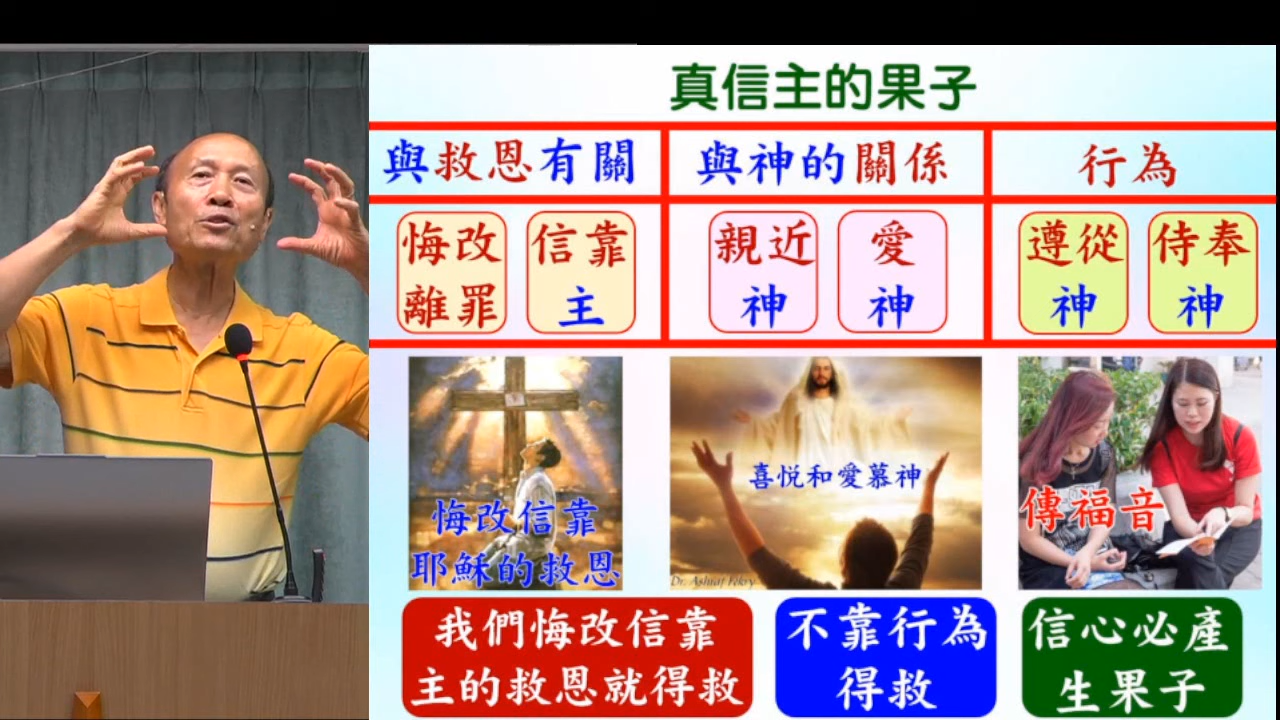 真信主的果子
與救恩有關
與神的關係
行為
悔改
離罪
信靠
主
親近
神
愛
神
遵從
神
侍奉
神
悔改信靠
耶穌的救恩
喜悅和愛慕神
Dr. Ashraf Fekry
傳福音
我們悔改信靠
主的救恩就得救
不靠行為
得救
信心必產
生果子